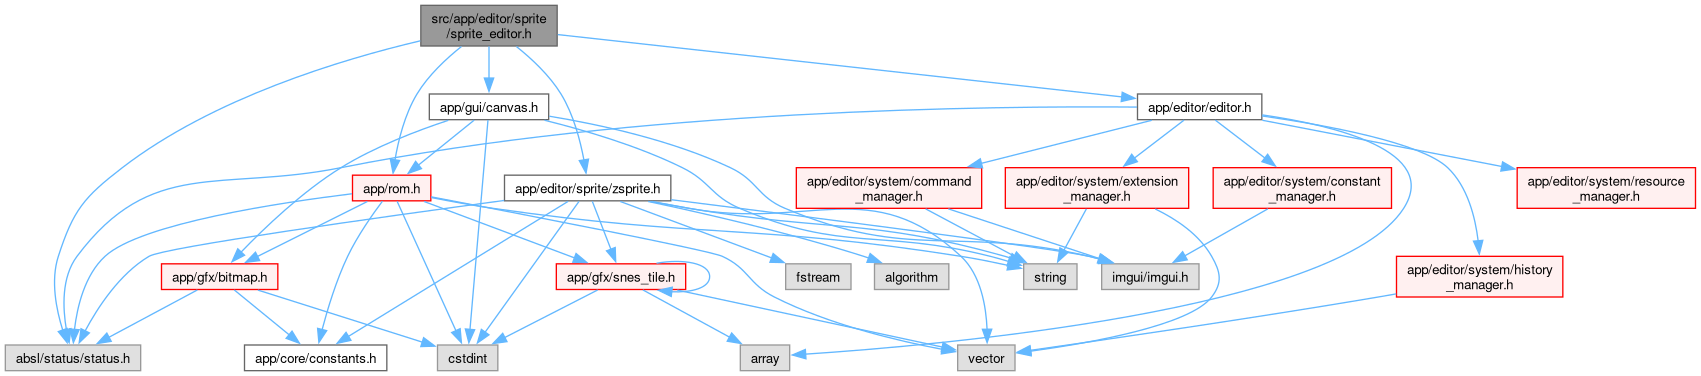 src/app/editor/sprite
/sprite_editor.h
app/gui/canvas.h
app/editor/editor.h
app/rom.h
app/editor/sprite/zsprite.h
app/editor/system/command
_manager.h
app/editor/system/extension
_manager.h
app/editor/system/constant
_manager.h
app/editor/system/resource
_manager.h
app/gfx/bitmap.h
app/gfx/snes_tile.h
fstream
algorithm
string
imgui/imgui.h
app/editor/system/history
_manager.h
absl/status/status.h
app/core/constants.h
cstdint
array
vector